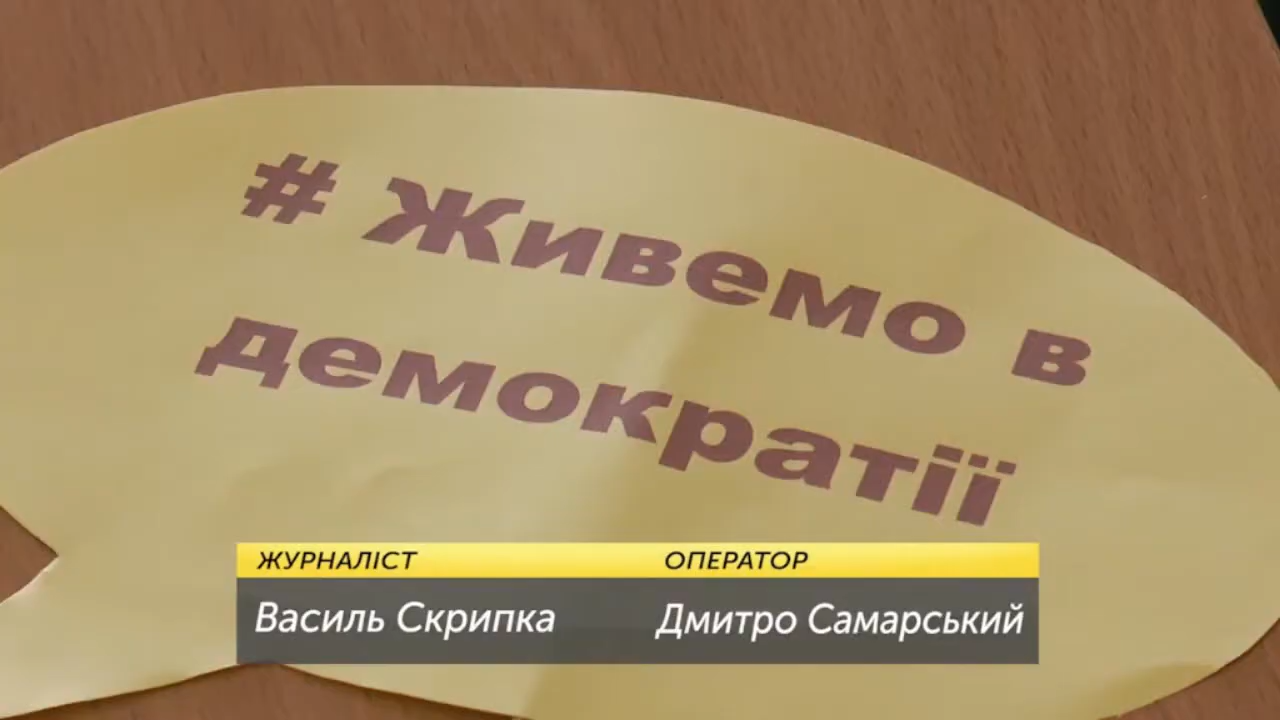 # Живемо в
демократії
ЖУРНАЛІСТ ОПЕРАТОР
Василь Скрипка Дмитро Самарський